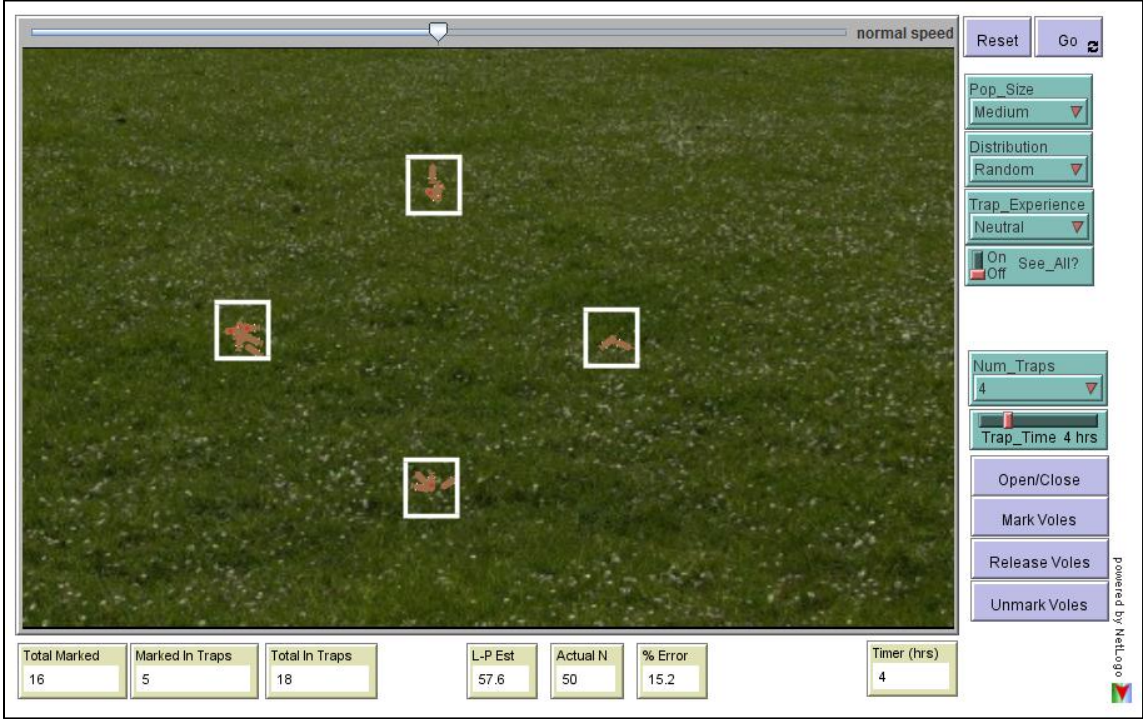 normal speed
Reset
Go
Pop_Size
Medium
Distribution
Random
Trap_Experience
Neutral
On
Off
See_All?
Num_Traps
4
Trap_Time 4 hrs
Open/Close
Mark Voles
Release Voles
Unmark Voles
powered by NetLogo
Total Marked
16
Marked In Traps
5
Total In Traps
18
L-P Est
57.6
Actual N
50
% Error
15.2
Timer (hrs)
4